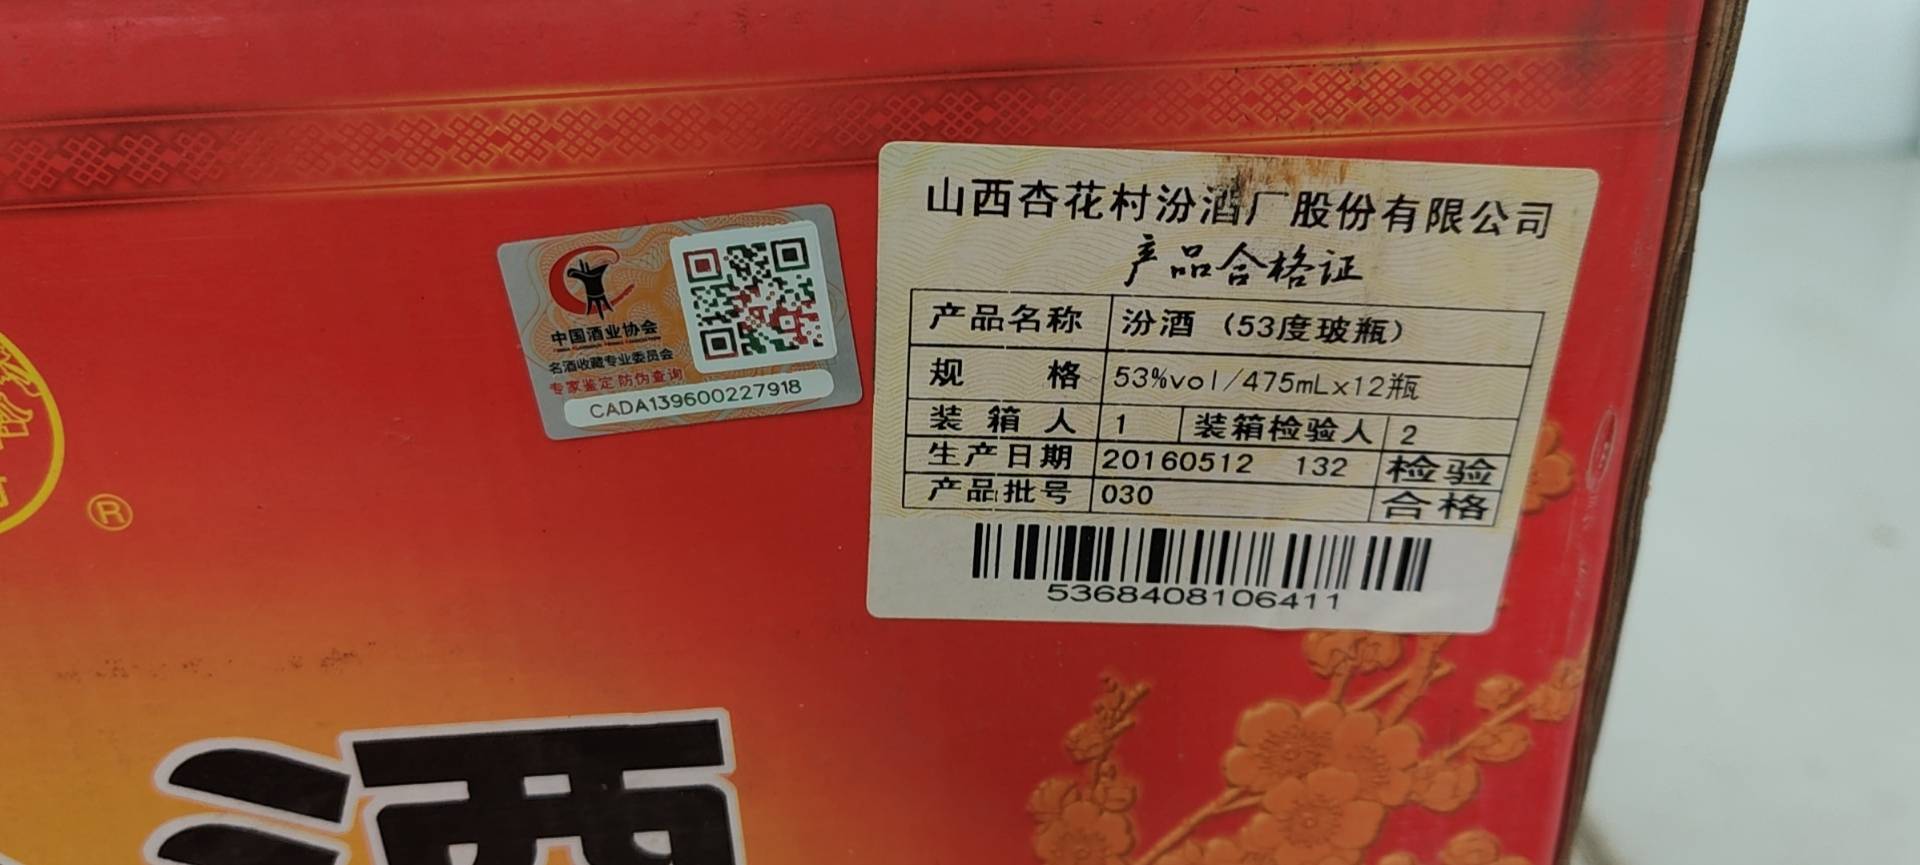 山西杏花村汾酒厂股份有限公司
产品合格证
产品名称 汾酒（53度玻瓶）
规 格 53%vol/475mLx12瓶
装 箱 人 1 装箱检验人 2
生产日期 20160512 132 检验
产品批号 030 合格
5368408106411
中国酒业协会
名酒收藏专业委员会
专家鉴定 防伪查询
CADA139600227918
®
酒